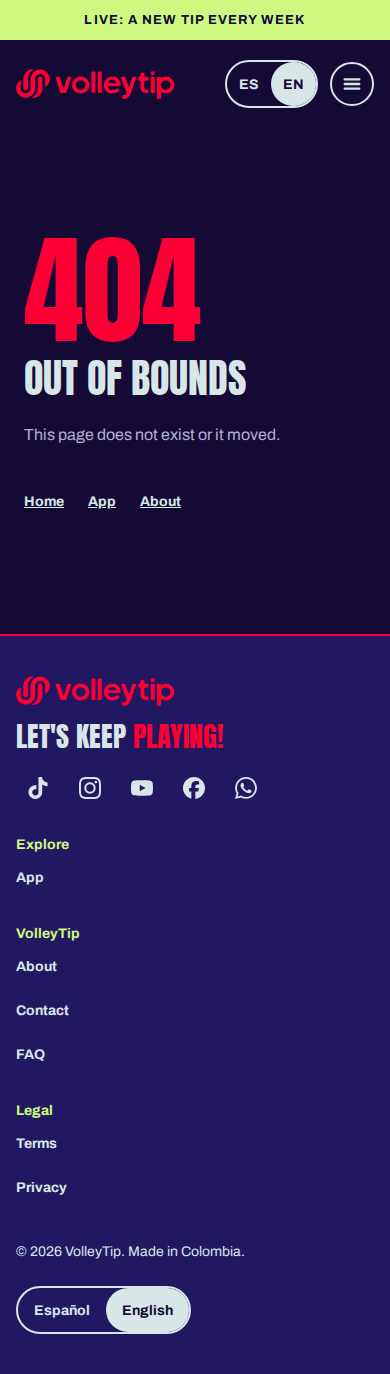 LIVE: A NEW TIP EVERY WEEK
volleytip
ES EN
404
OUT OF BOUNDS
This page does not exist or it moved.
Home App About
volleytip
LET'S KEEP PLAYING!
Explore
App
VolleyTip
About
Contact
FAQ
Legal
Terms
Privacy
© 2026 VolleyTip. Made in Colombia.
Español English